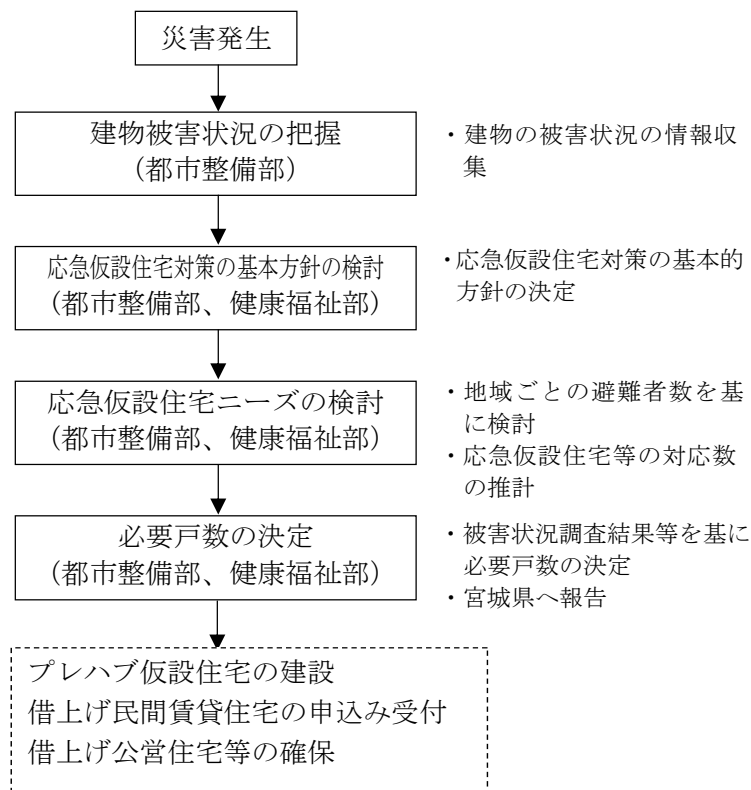 災害発生
建物被害状況の把握
（都市整備部）
・建物の被害状況の情報収
集
応急仮設住宅対策の基本方針の検討
（都市整備部、健康福祉部）
・応急仮設住宅対策の基本的
方針の決定
応急仮設住宅ニーズの検討
（都市整備部、健康福祉部）
・地域ごとの避難者数を基
に検討
・応急仮設住宅等の対応数
の推計
必要戸数の決定
（都市整備部、健康福祉部）
・被害状況調査結果等を基に
必要戸数の決定
・宮城県へ報告
プレハブ仮設住宅の建設
借上げ民間賃貸住宅の申込み受付
借上げ公営住宅等の確保